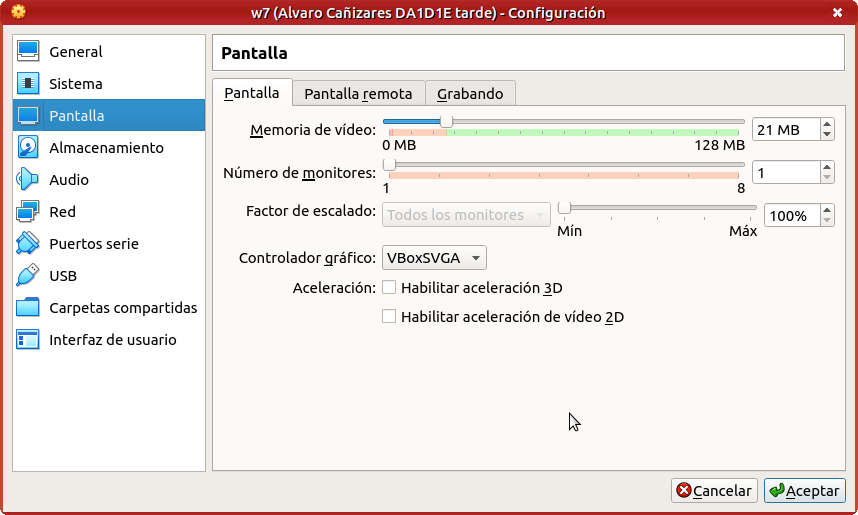 w7 (Alvaro Cañizares DA1D1E tarde) - Configuración
General
Sistema
Pantalla
Almacenamiento
Audio
Red
Puertos serie
USB
Carpetas compartidas
Interfaz de usuario
Pantalla
Pantalla Pantalla remota Grabando
Memoria de vídeo: 21 MB
0 MB 128 MB
Número de monitores: 1
1 8
Factor de escalado: Todos los monitores 100%
Mín Máx
Controlador gráfico: VBoxSVGA
Aceleración: Habilitar aceleración 3D
Habilitar aceleración de vídeo 2D
Cancelar Aceptar